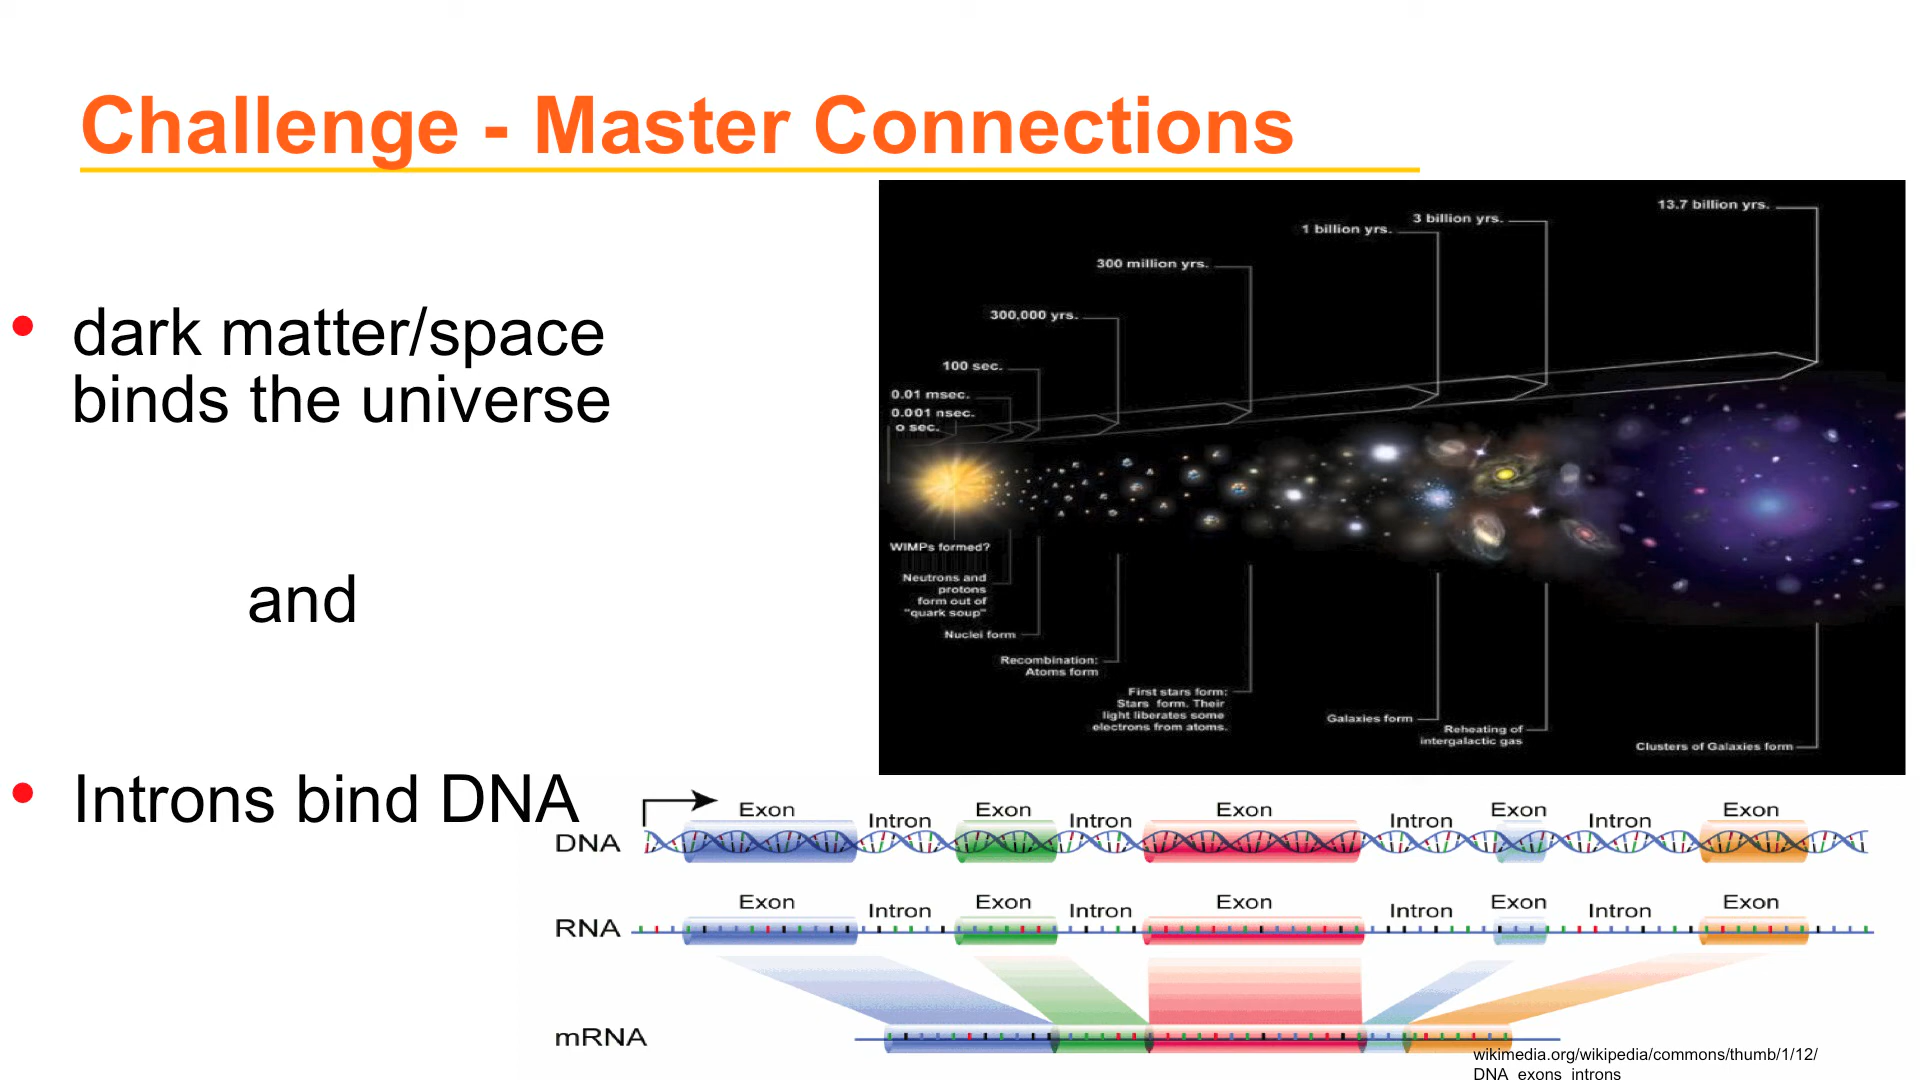 Challenge - Master Connections
dark matter/space
binds the universe
and
Introns bind DNA
13.7 billion yrs.
3 billion yrs.
1 billion yrs.
300 million yrs.
300,000 yrs.
100 sec.
0.01 msec.
0.001 nsec.
o sec.
WIMPs formed?
Neutrons and
protons
form out of
"quark soup"
Nuclei form
Recombination:
Atoms form
First stars form:
Stars form. Their
light liberates some
electrons from atoms.
Galaxies form
Reheating of
intergalactic gas
Clusters of Galaxies form
Exon Intron Exon Intron Exon Intron Exon Intron Exon
DNA
Exon Intron Exon Intron Exon Intron Exon Intron Exon
RNA
mRNA
wikimedia.org/wikipedia/commons/thumb/1/12/
DNA_exons_introns